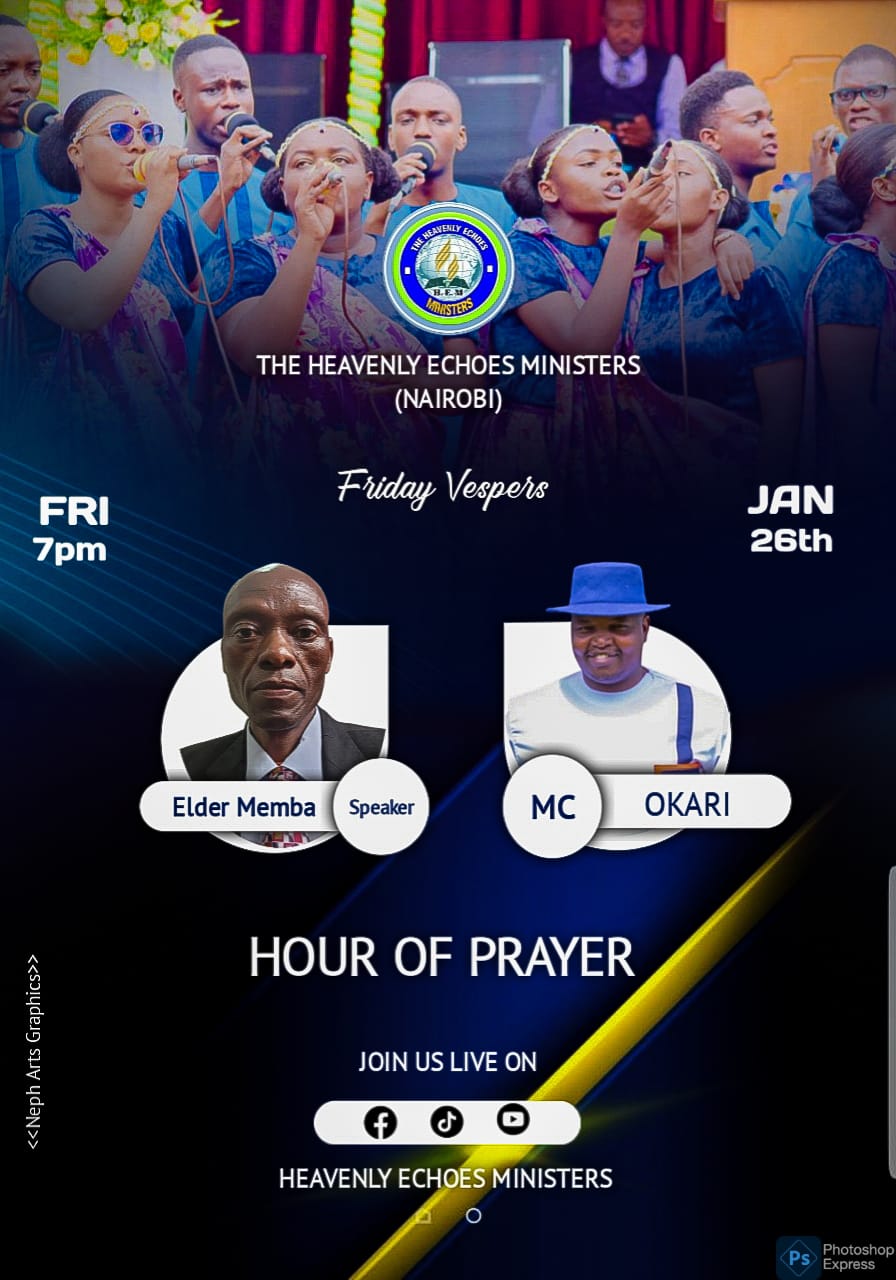 THE HEAVENLY ECHOES
H.E.M
MINISTERS
THE HEAVENLY ECHOES MINISTERS
(NAIROBI)
Friday Vespers
FRI
7pm
JAN
26th
Elder Memba
Speaker
MC
OKARI
HOUR OF PRAYER
<<Neph Arts Graphics>>
JOIN US LIVE ON
HEAVENLY ECHOES MINISTERS
Ps
Photoshop
Express